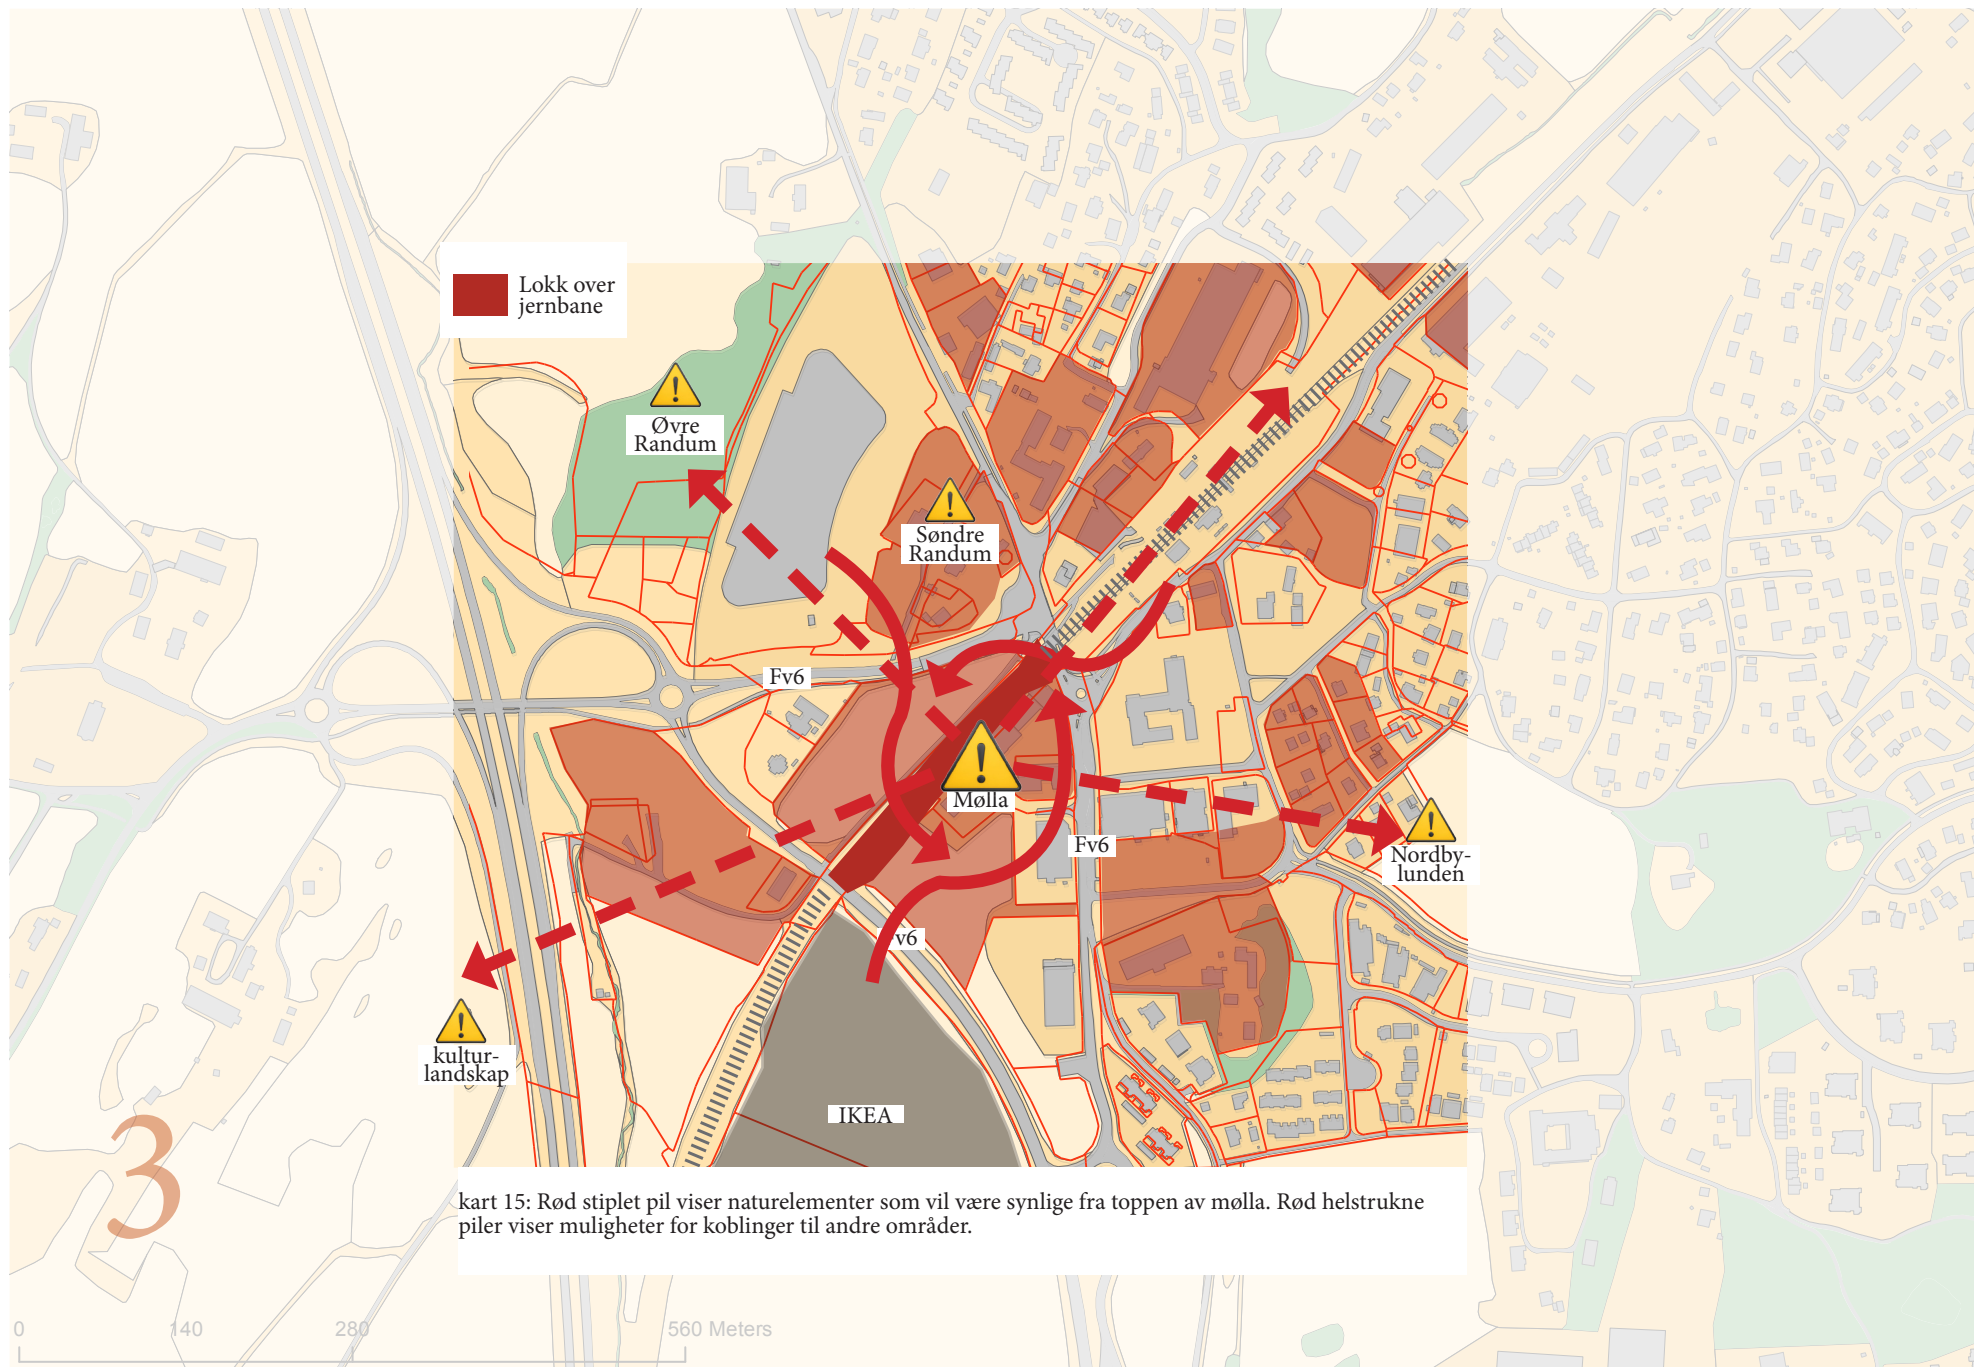 Lokk over
jernbane
Øvre
Randum
Søndre
Randum
Fv6
Mølla
Fv6
Nordby-
lunden
v6
kultur-
landskap
IKEA
3
kart 15: Rød stiplet pil viser naturelementer som vil være synlige fra toppen av mølla. Rød helstrukne
piler viser muligheter for koblinger til andre områder.
0 140 280 560 Meters